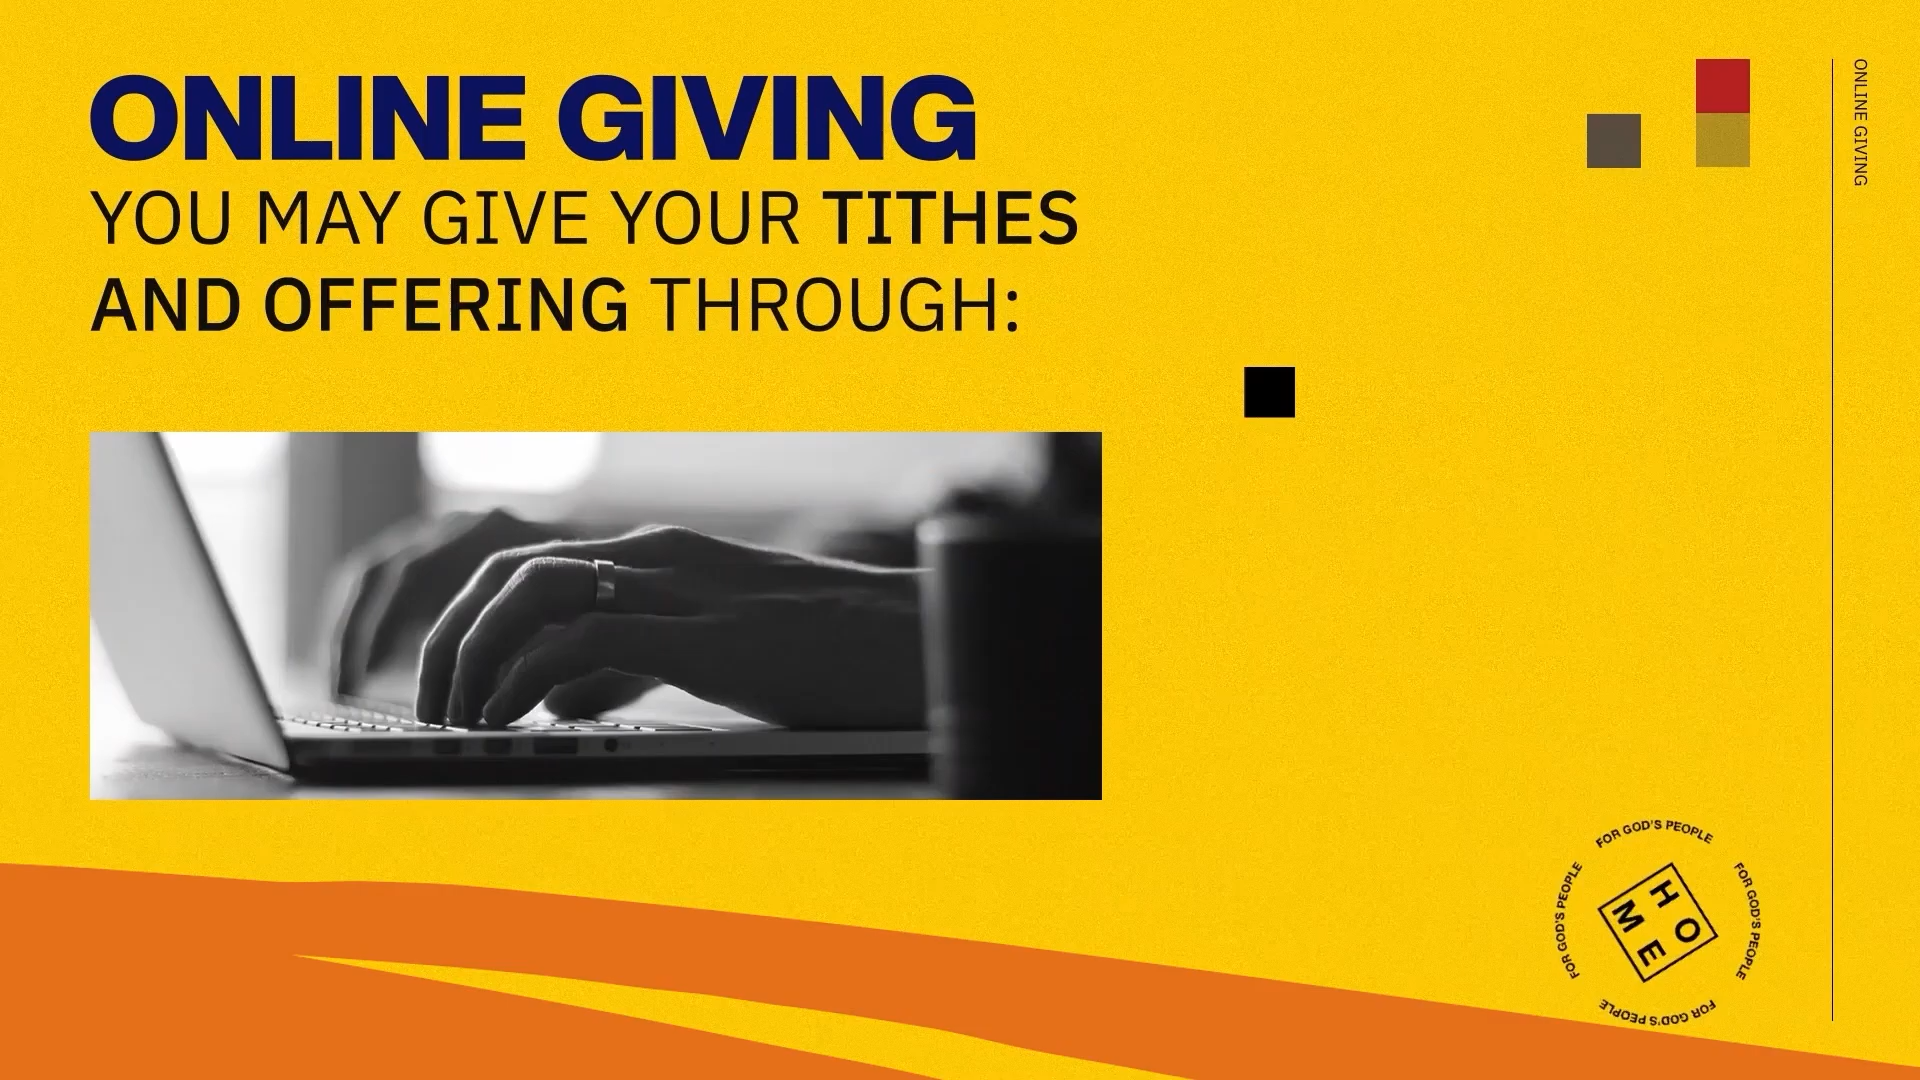 ONLINE GIVING
YOU MAY GIVE YOUR TITHES
AND OFFERING THROUGH:
ONLINE GIVING
FOR GOD'S PEOPLE
FOR GOD'S PEOPLE
FOR GOD'S PEOPLE
FOR GOD'S PEOPLE
HO
ME